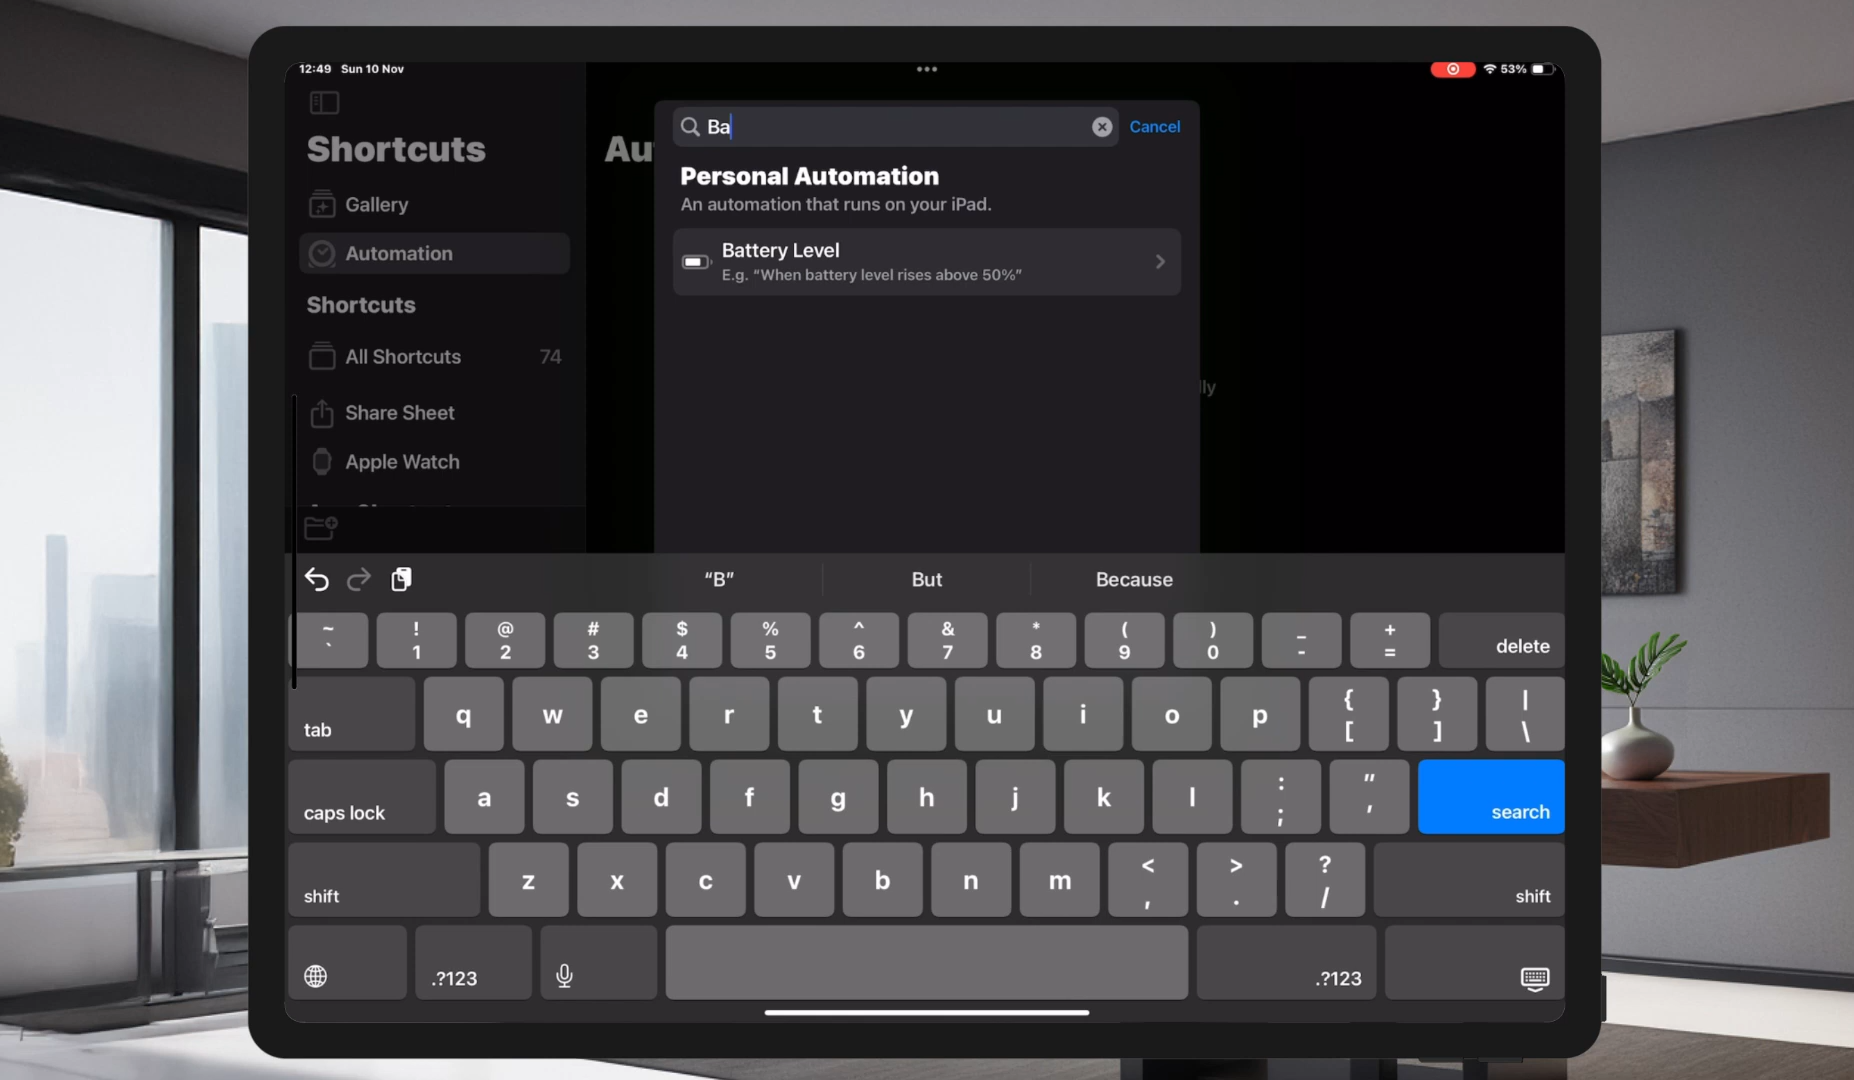 12:49 Sun 10 Nov
53%
Shortcuts
Gallery
Automation
Shortcuts
All Shortcuts 74
Share Sheet
Apple Watch
Au
Ba
Cancel
Personal Automation
An automation that runs on your iPad.
Battery Level
E.g. “When battery level rises above 50%”
lly
“B” But Because
~ ! @ # $ % ^ & * ( ) _ +
` 1 2 3 4 5 6 7 8 9 0 - = delete
tab q w e r t y u i o p { [ } ] | \
caps lock a s d f g h j k l : ; " ' search
shift z x c v b n m < , > . ? / shift
.?123 .?123